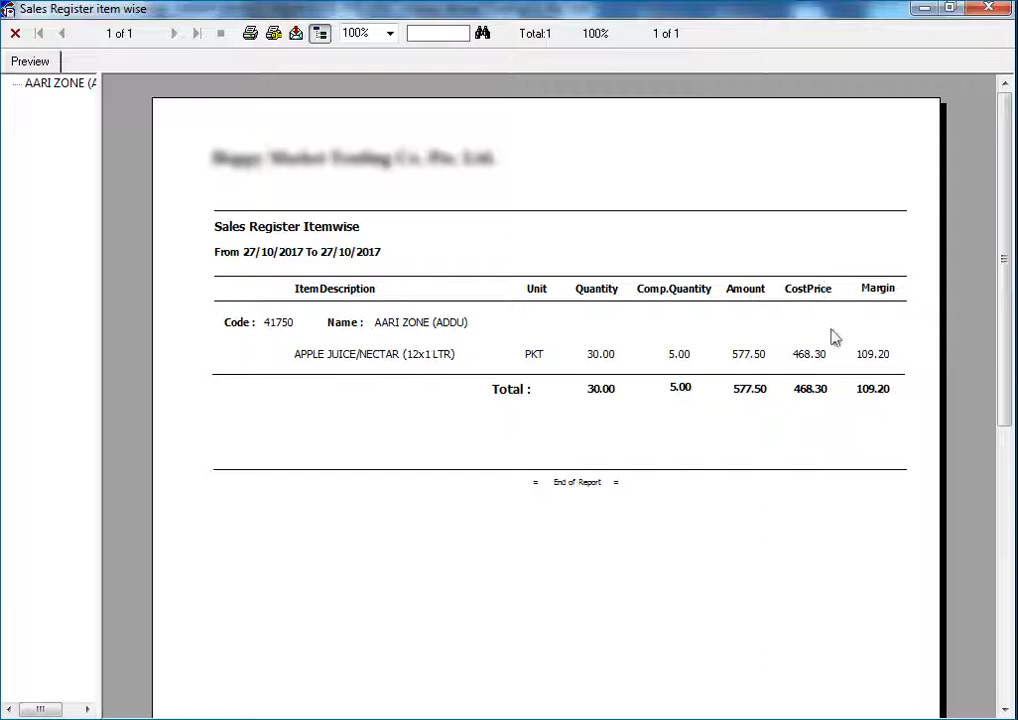 Sales Register item wise
1 of 1 100% Total:1 100% 1 of 1
Preview
AARI ZONE (A
Sales Register Itemwise
From 27/10/2017 To 27/10/2017
Item Description Unit Quantity Comp.Quantity Amount CostPrice Margin
Code : 41750 Name : AARI ZONE (ADDU)
APPLE JUICE/NECTAR (12x1 LTR) PKT 30.00 5.00 577.50 468.30 109.20
Total : 30.00 5.00 577.50 468.30 109.20
= End of Report =